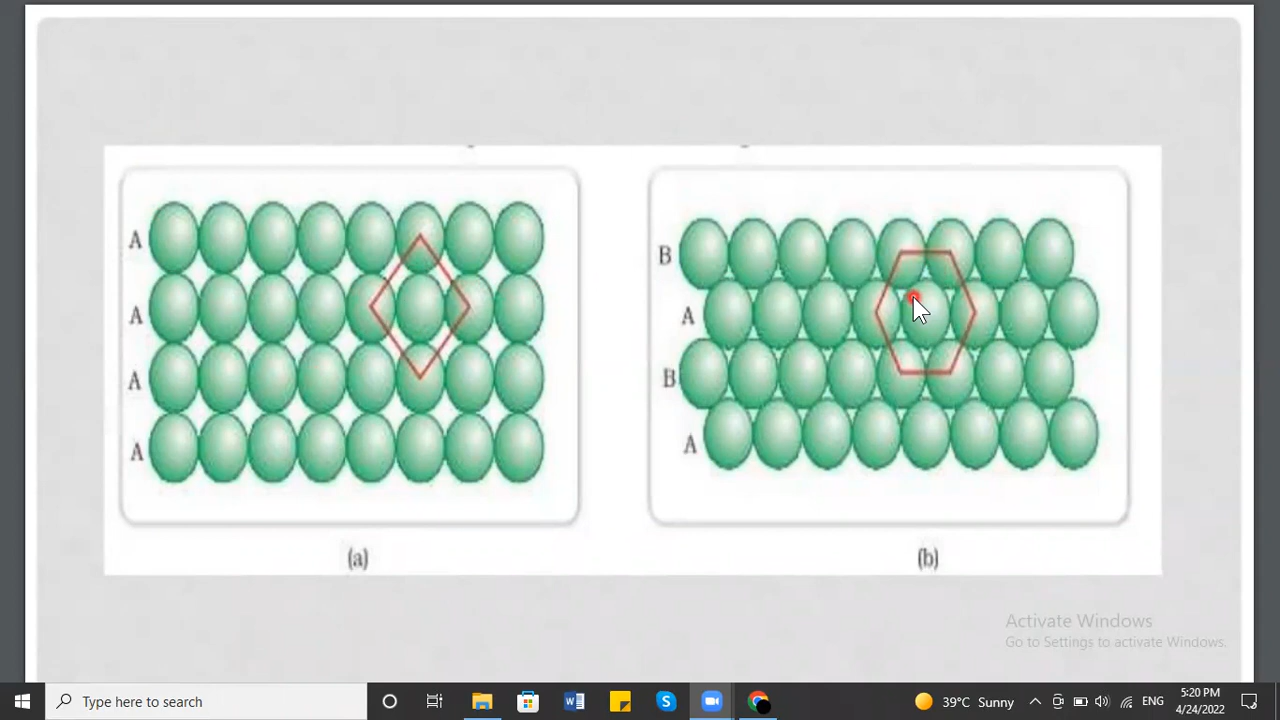 A
A
A
A
(a)
B
A
B
A
(b)
Activate Windows
Go to Settings to activate Windows.
Type here to search
39°C Sunny
ENG
5:20 PM
4/24/2022